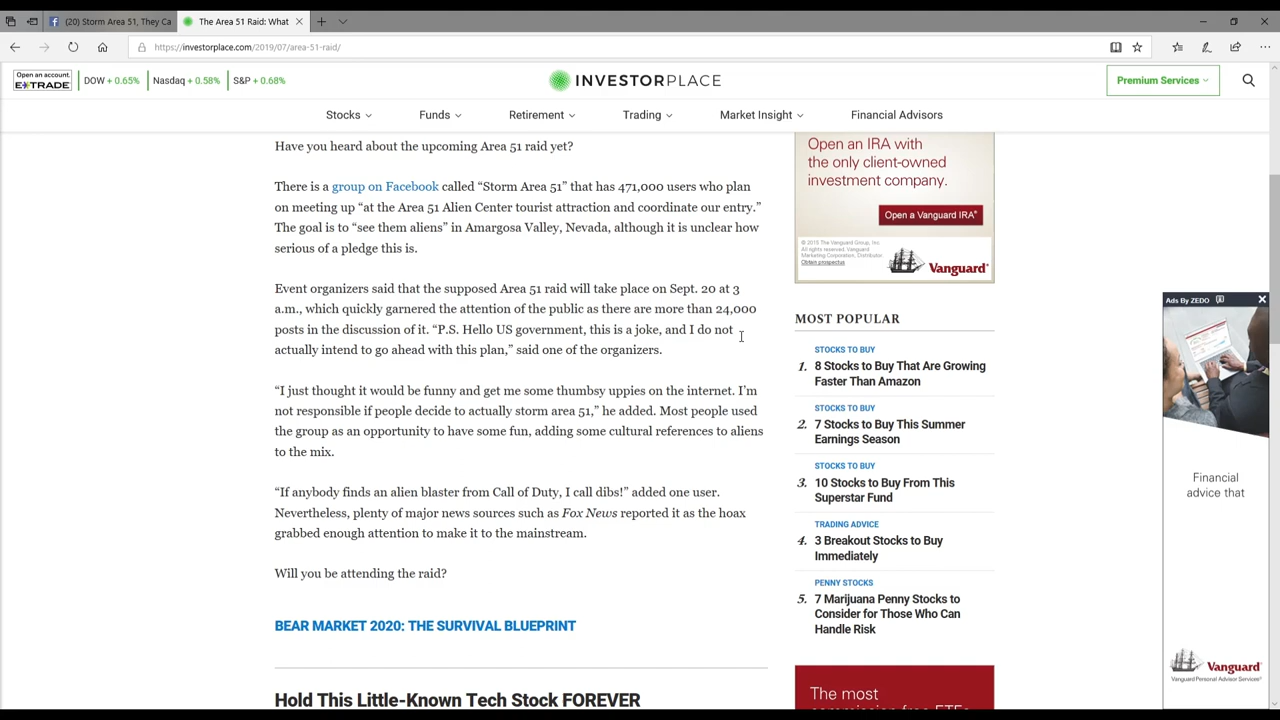 (20) Storm Area 51, They Ca
The Area 51 Raid: What
https://investorplace.com/2019/07/area-51-raid/
Open an account.
E*TRADE
DOW + 0.65%
Nasdaq + 0.58%
S&P + 0.68%
INVESTORPLACE
Premium Services
Stocks
Funds
Retirement
Trading
Market Insight
Financial Advisors
Have you heard about the upcoming Area 51 raid yet?
There is a group on Facebook called “Storm Area 51” that has 471,000 users who plan
on meeting up “at the Area 51 Alien Center tourist attraction and coordinate our entry.”
The goal is to “see them aliens” in Amargosa Valley, Nevada, although it is unclear how
serious of a pledge this is.
Event organizers said that the supposed Area 51 raid will take place on Sept. 20 at 3
a.m., which quickly garnered the attention of the public as there are more than 24,000
posts in the discussion of it. “P.S. Hello US government, this is a joke, and I do not
actually intend to go ahead with this plan,” said one of the organizers.
“I just thought it would be funny and get me some thumbsy uppies on the internet. I’m
not responsible if people decide to actually storm area 51,” he added. Most people used
the group as an opportunity to have some fun, adding some cultural references to aliens
to the mix.
“If anybody finds an alien blaster from Call of Duty, I call dibs!” added one user.
Nevertheless, plenty of major news sources such as Fox News reported it as the hoax
grabbed enough attention to make it to the mainstream.
Will you be attending the raid?
BEAR MARKET 2020: THE SURVIVAL BLUEPRINT
Hold This Little-Known Tech Stock FOREVER
Open an IRA with
the only client-owned
investment company.
Open a Vanguard IRA®
© 2015 The Vanguard Group, Inc.
All rights reserved. Vanguard
Marketing Corporation, Distributor.
Obtain prospectus
Vanguard®
MOST POPULAR
STOCKS TO BUY
1. 8 Stocks to Buy That Are Growing
Faster Than Amazon
STOCKS TO BUY
2. 7 Stocks to Buy This Summer
Earnings Season
STOCKS TO BUY
3. 10 Stocks to Buy From This
Superstar Fund
TRADING ADVICE
4. 3 Breakout Stocks to Buy
Immediately
PENNY STOCKS
5. 7 Marijuana Penny Stocks to
Consider for Those Who Can
Handle Risk
The most
Ads By ZEDO
Financial
advice that
Vanguard®
Vanguard Personal Advisor Services®